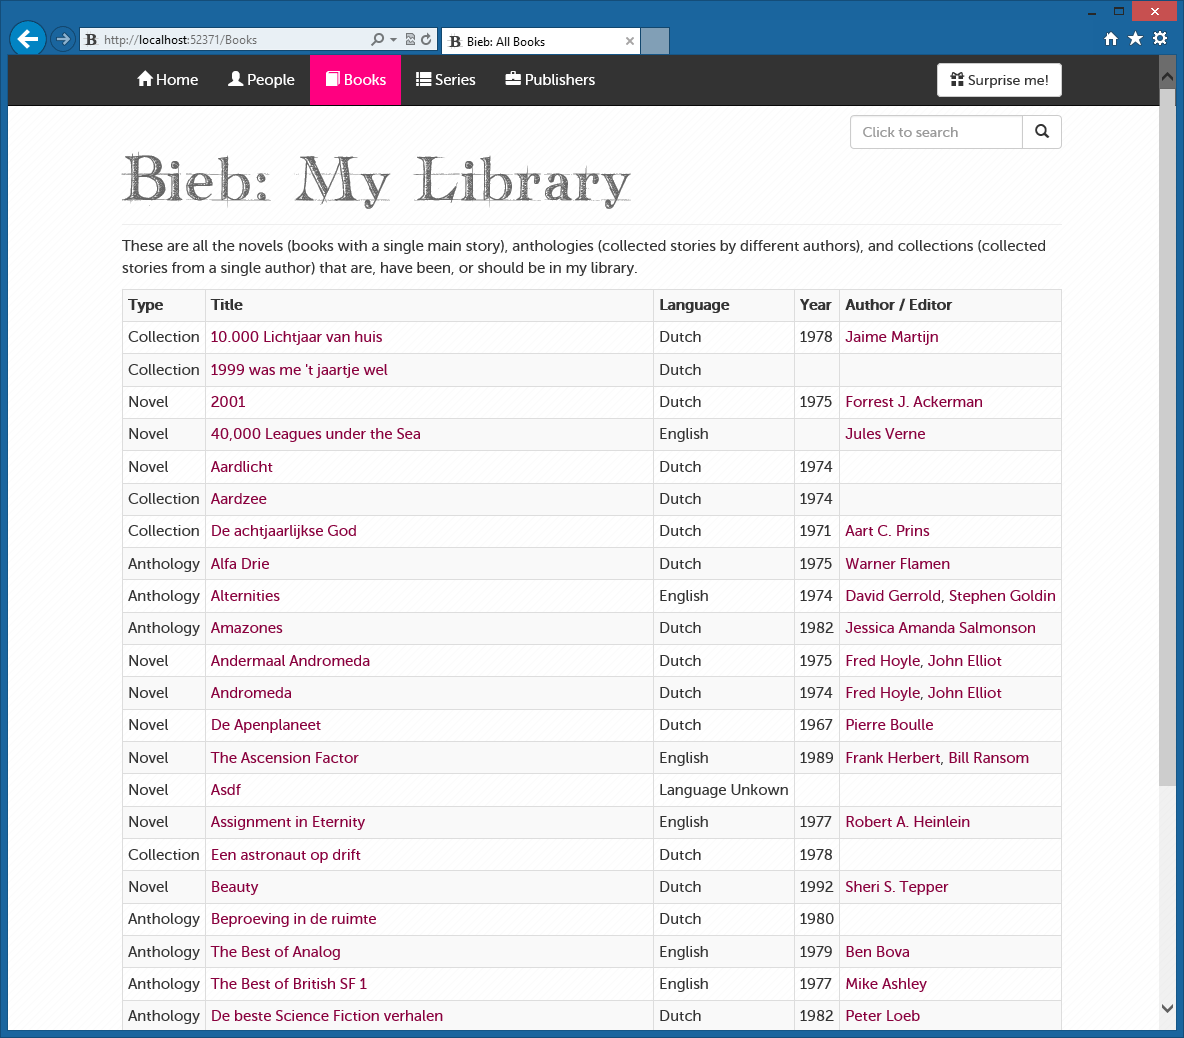 http://localhost:52371/Books
Bieb: All Books
Home People Books Series Publishers Surprise me!
Click to search
Bieb: My Library
These are all the novels (books with a single main story), anthologies (collected stories by different authors), and collections (collected
stories from a single author) that are, have been, or should be in my library.
Type Title Language Year Author / Editor
Collection 10.000 Lichtjaar van huis Dutch 1978 Jaime Martijn
Collection 1999 was me 't jaartje wel Dutch
Novel 2001 Dutch 1975 Forrest J. Ackerman
Novel 40,000 Leagues under the Sea English Jules Verne
Novel Aardlicht Dutch 1974
Collection Aardzee Dutch 1974
Collection De achtjaarlijkse God Dutch 1971 Aart C. Prins
Anthology Alfa Drie Dutch 1975 Warner Flamen
Anthology Alternities English 1974 David Gerrold, Stephen Goldin
Anthology Amazones Dutch 1982 Jessica Amanda Salmonson
Novel Andermaal Andromeda Dutch 1975 Fred Hoyle, John Elliot
Novel Andromeda Dutch 1974 Fred Hoyle, John Elliot
Novel De Apenplaneet Dutch 1967 Pierre Boulle
Novel The Ascension Factor English 1989 Frank Herbert, Bill Ransom
Novel Asdf Language Unkown
Novel Assignment in Eternity English 1977 Robert A. Heinlein
Collection Een astronaut op drift Dutch 1978
Novel Beauty Dutch 1992 Sheri S. Tepper
Anthology Beproeving in de ruimte Dutch 1980
Anthology The Best of Analog English 1979 Ben Bova
Anthology The Best of British SF 1 English 1977 Mike Ashley
Anthology De beste Science Fiction verhalen Dutch 1982 Peter Loeb